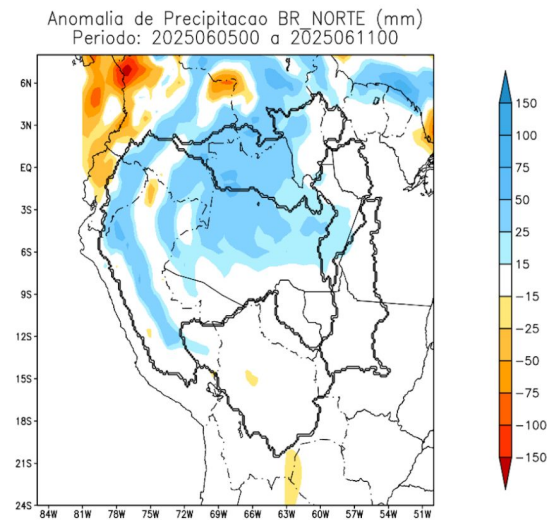 Anomalia de Precipitacao BR_NORTE (mm)
Periodo: 2025060500 a 2025061100
6N
3N
EQ
3S
6S
9S
12S
15S
18S
21S
24S
84W 81W 78W 75W 72W 69W 66W 63W 60W 57W 54W 51W
150
100
75
50
25
15
-15
-25
-50
-75
-100
-150